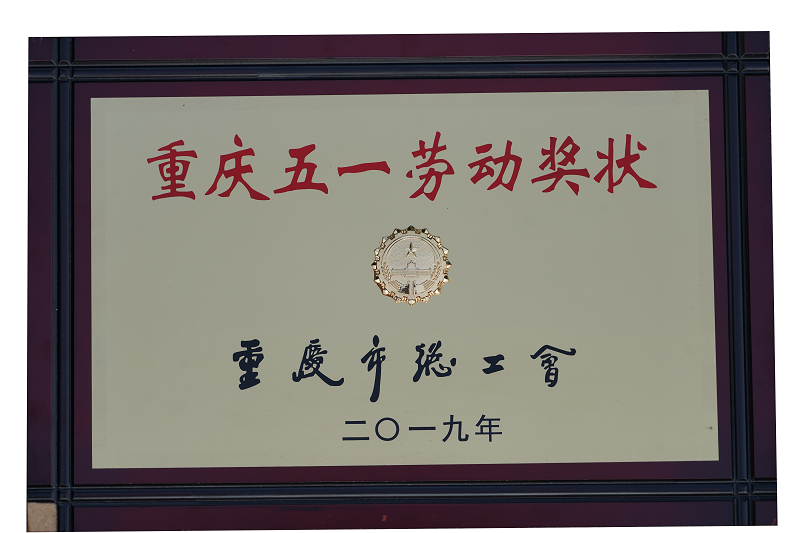 重庆五一劳动奖状
重慶市總工會
二〇一九年